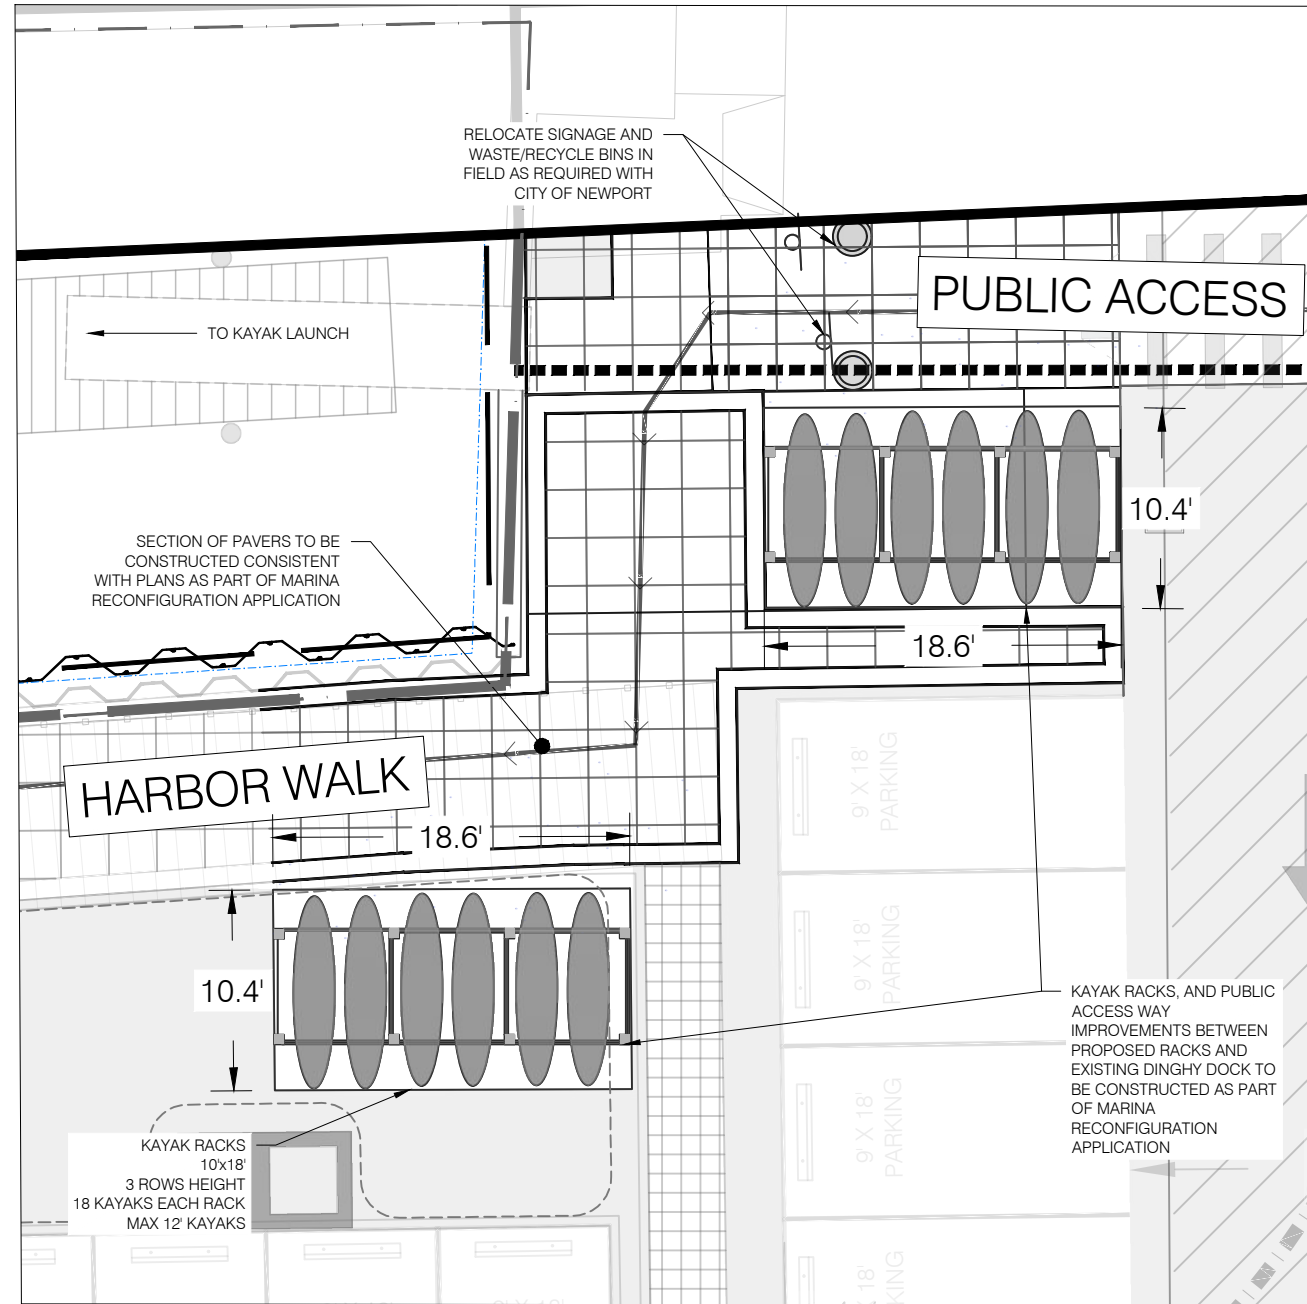 RELOCATE SIGNAGE AND
WASTE/RECYCLE BINS IN
FIELD AS REQUIRED WITH
CITY OF NEWPORT
PUBLIC ACCESS
TO KAYAK LAUNCH
10.4'
SECTION OF PAVERS TO BE
CONSTRUCTED CONSISTENT
WITH PLANS AS PART OF MARINA
RECONFIGURATION APPLICATION
18.6'
HARBOR WALK
18.6'
9' X 18'
PARKING
9' X 18'
PARKING
10.4'
KAYAK RACKS, AND PUBLIC
ACCESS WAY
IMPROVEMENTS BETWEEN
PROPOSED RACKS AND
EXISTING DINGHY DOCK TO
BE CONSTRUCTED AS PART
OF MARINA
RECONFIGURATION
APPLICATION
9' X 18'
PARKING
KAYAK RACKS
10'x18'
3 ROWS HEIGHT
18 KAYAKS EACH RACK
MAX 12' KAYAKS
18'
KING